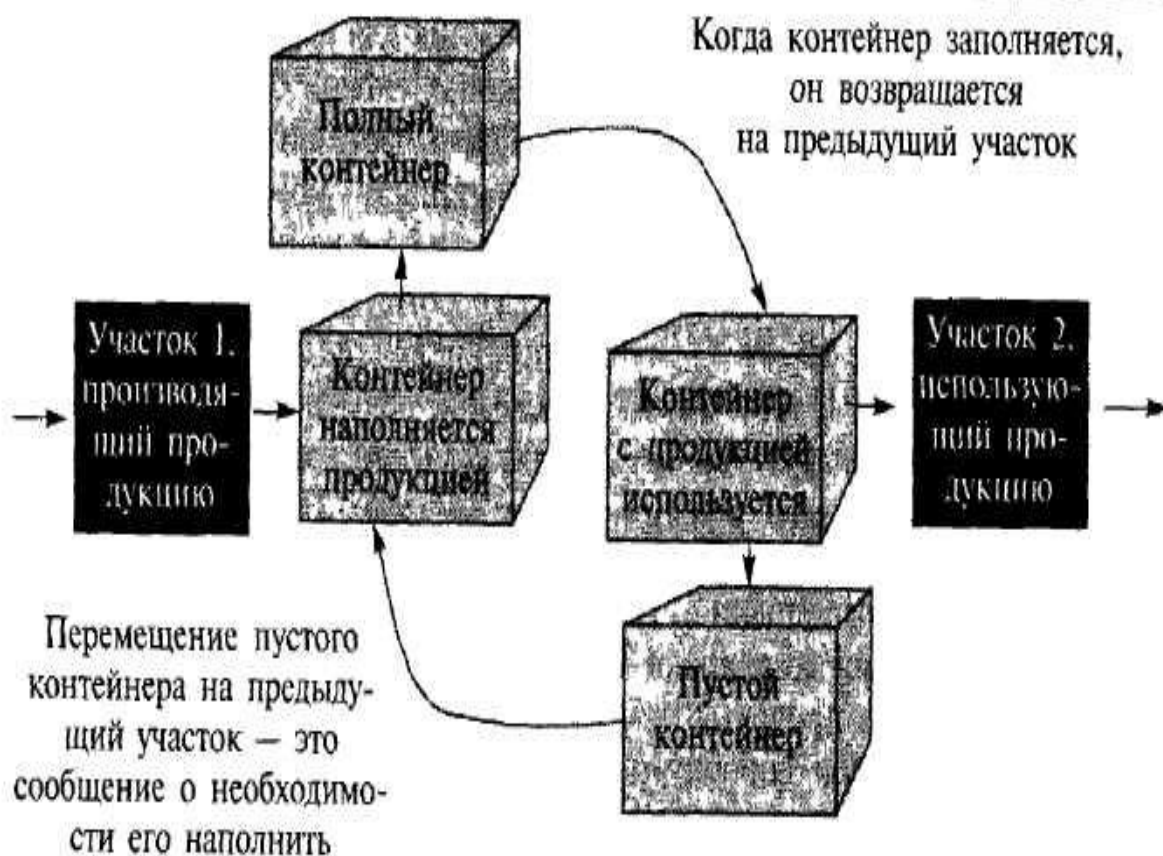 Когда контейнер заполняется,
он возвращается
на предыдущий участок
Полный
контейнер
Участок 1,
производя-
щий про-
дукцию
Контейнер
наполняется
продукцией
Контейнер
с продукцией
используется
Участок 2,
использую-
щий про-
дукцию
Пустой
контейнер
Перемещение пустого
контейнера на предыду-
щий участок — это
сообщение о необходимо-
сти его наполнить